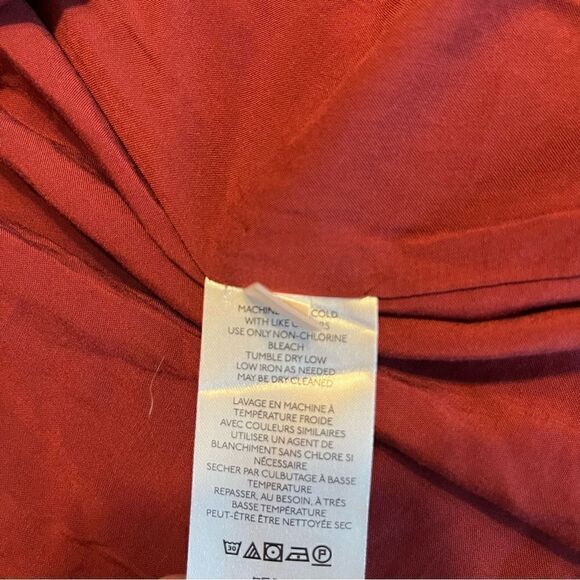 MACHINE COLD
WITH LIKE
USE ONLY NON-CHLORINE
BLEACH
TUMBLE DRY LOW
LOW IRON AS NEEDED
MAY BE DRY CLEANED
LAVAGE EN MACHINE À
TEMPÉRATURE FROIDE
AVEC COULEURS SIMILAIRES
UTILISER UN AGENT DE
BLANCHIMENT SANS CHLORE SI
NÉCESSAIRE
SECHER PAR CULBUTAGE À BASSE
TEMPERATURE
REPASSER, AU BESOIN, À TRÉS
BASSE TEMPÉRATURE
PEUT-ÊTRE ÊTRE NETTOYÉE SEC
30 P